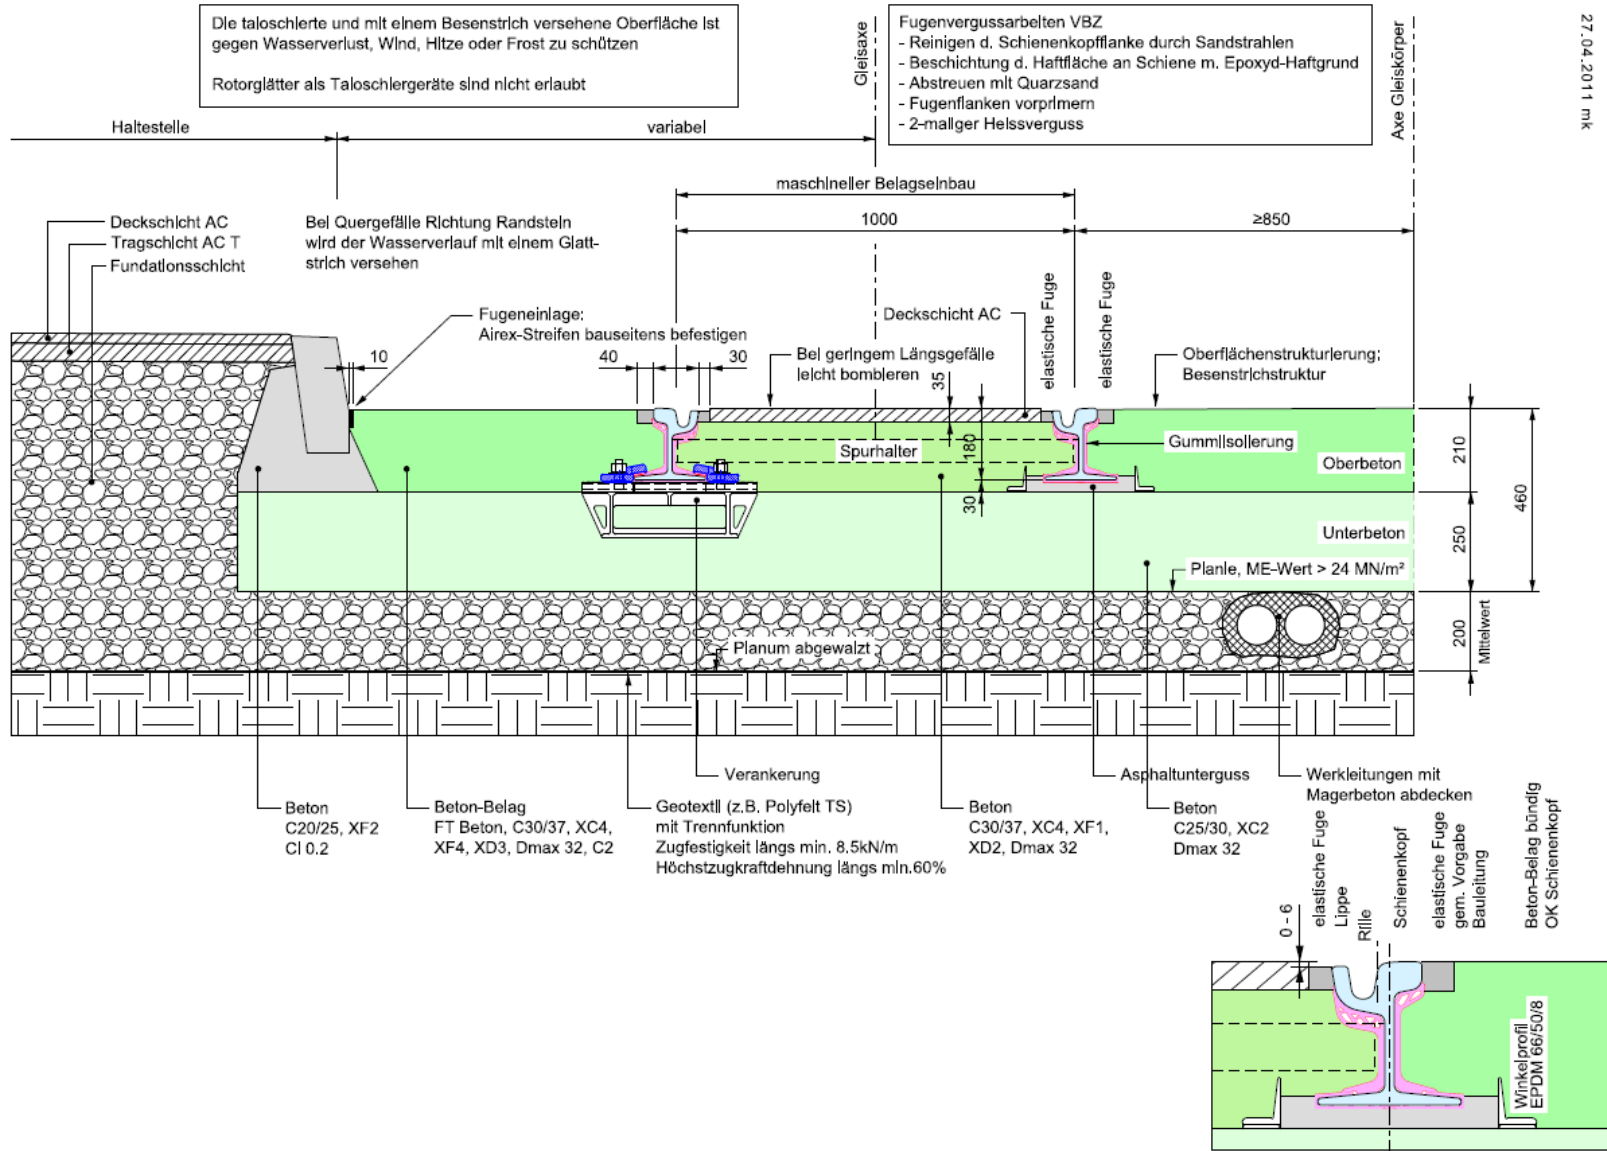 Die taloschierte und mit einem Besenstrich versehene Oberfläche ist
gegen Wasserverlust, Wind, Hitze oder Frost zu schützen
Rotorglätter als Taloschiergeräte sind nicht erlaubt
Gleisaxe
Fugenvergussarbeiten VBZ
- Reinigen d. Schienenkopfflanke durch Sandstrahlen
- Beschichtung d. Haftfläche an Schiene m. Epoxyd-Haftgrund
- Abstreuen mit Quarzsand
- Fugenflanken vorprimern
- 2-maliger Heissverguss
Axe Gleiskörper
27.04.2011 mk
Haltestelle
variabel
maschineller Belagseinbau
1000
≥850
Deckschicht AC
Tragschicht AC T
Fundationsschicht
Bei Quergefälle Richtung Randstein
wird der Wasserverlauf mit einem Glatt-
strich versehen
Fugeneinlage:
Airex-Streifen bauseitens befestigen
10
40
30
Deckschicht AC
elastische Fuge
elastische Fuge
Bei geringem Längsgefälle
leicht bombieren
35
Oberflächenstrukturierung:
Besenstrichstruktur
Spurhalter
180
30
Gummiisolierung
Oberbeton
210
460
Unterbeton
250
Planie, ME-Wert > 24 MN/m²
Planum abgewalzt
200
Mittelwert
Verankerung
Asphaltunterguss
Werkleitungen mit
Magerbeton abdecken
Beton
C20/25, XF2
Cl 0.2
Beton-Belag
FT Beton, C30/37, XC4,
XF4, XD3, Dmax 32, C2
Geotextil (z.B. Polyfelt TS)
mit Trennfunktion
Zugfestigkeit längs min. 8.5kN/m
Höchstzugkraftdehnung längs min.60%
Beton
C30/37, XC4, XF1,
XD2, Dmax 32
Beton
C25/30, XC2
Dmax 32
0 - 6
elastische Fuge
Lippe
Rille
Schienenkopf
elastische Fuge
gem. Vorgabe
Bauleitung
Beton-Belag bündig
OK Schienenkopf
Winkelprofil
EPDM 66/50/8